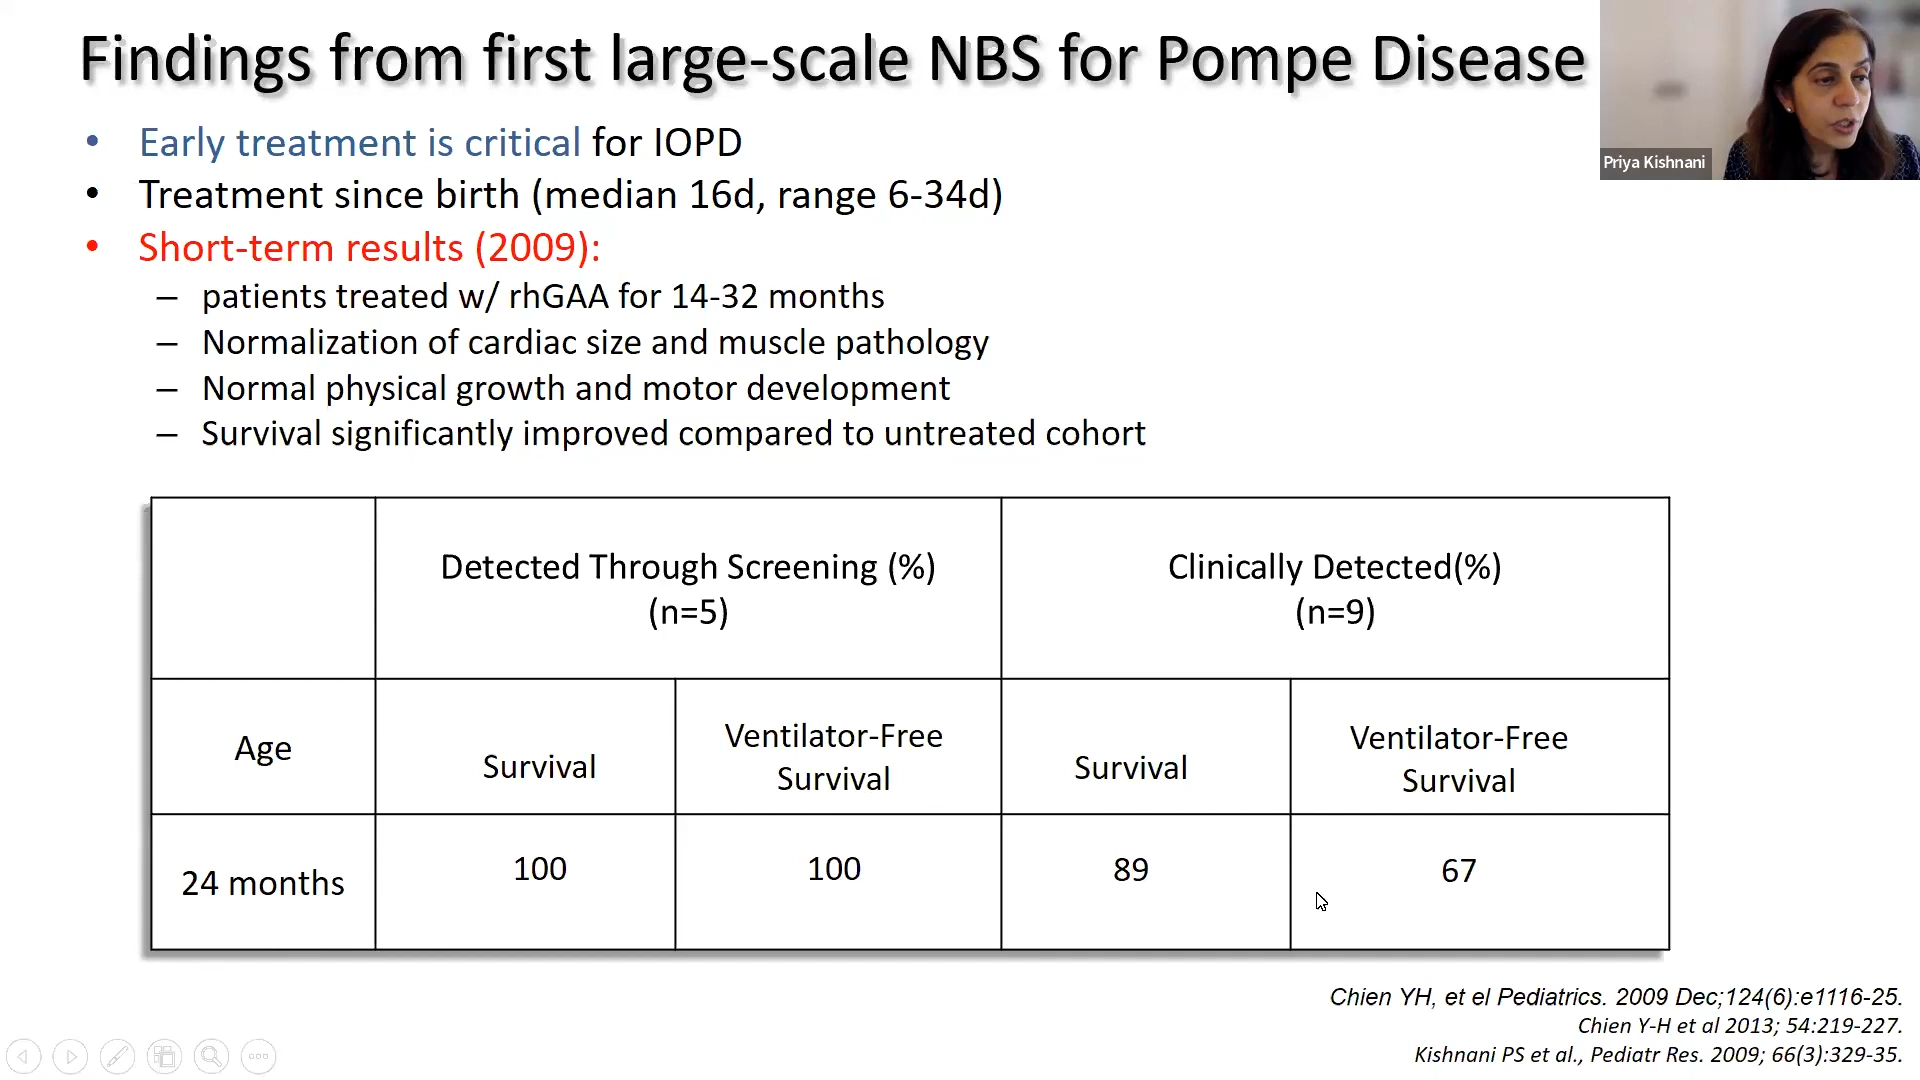 Findings from first large-scale NBS for Pompe Disease
Priya Kishnani
• Early treatment is critical for IOPD
• Treatment since birth (median 16d, range 6-34d)
• Short-term results (2009):
– patients treated w/ rhGAA for 14-32 months
– Normalization of cardiac size and muscle pathology
– Normal physical growth and motor development
– Survival significantly improved compared to untreated cohort
Detected Through Screening (%)
(n=5)
Clinically Detected(%)
(n=9)
Age
Survival
Ventilator-Free
Survival
Survival
Ventilator-Free
Survival
24 months
100
100
89
67
Chien YH, et el Pediatrics. 2009 Dec;124(6):e1116-25.
Chien Y-H et al 2013; 54:219-227.
Kishnani PS et al., Pediatr Res. 2009; 66(3):329-35.